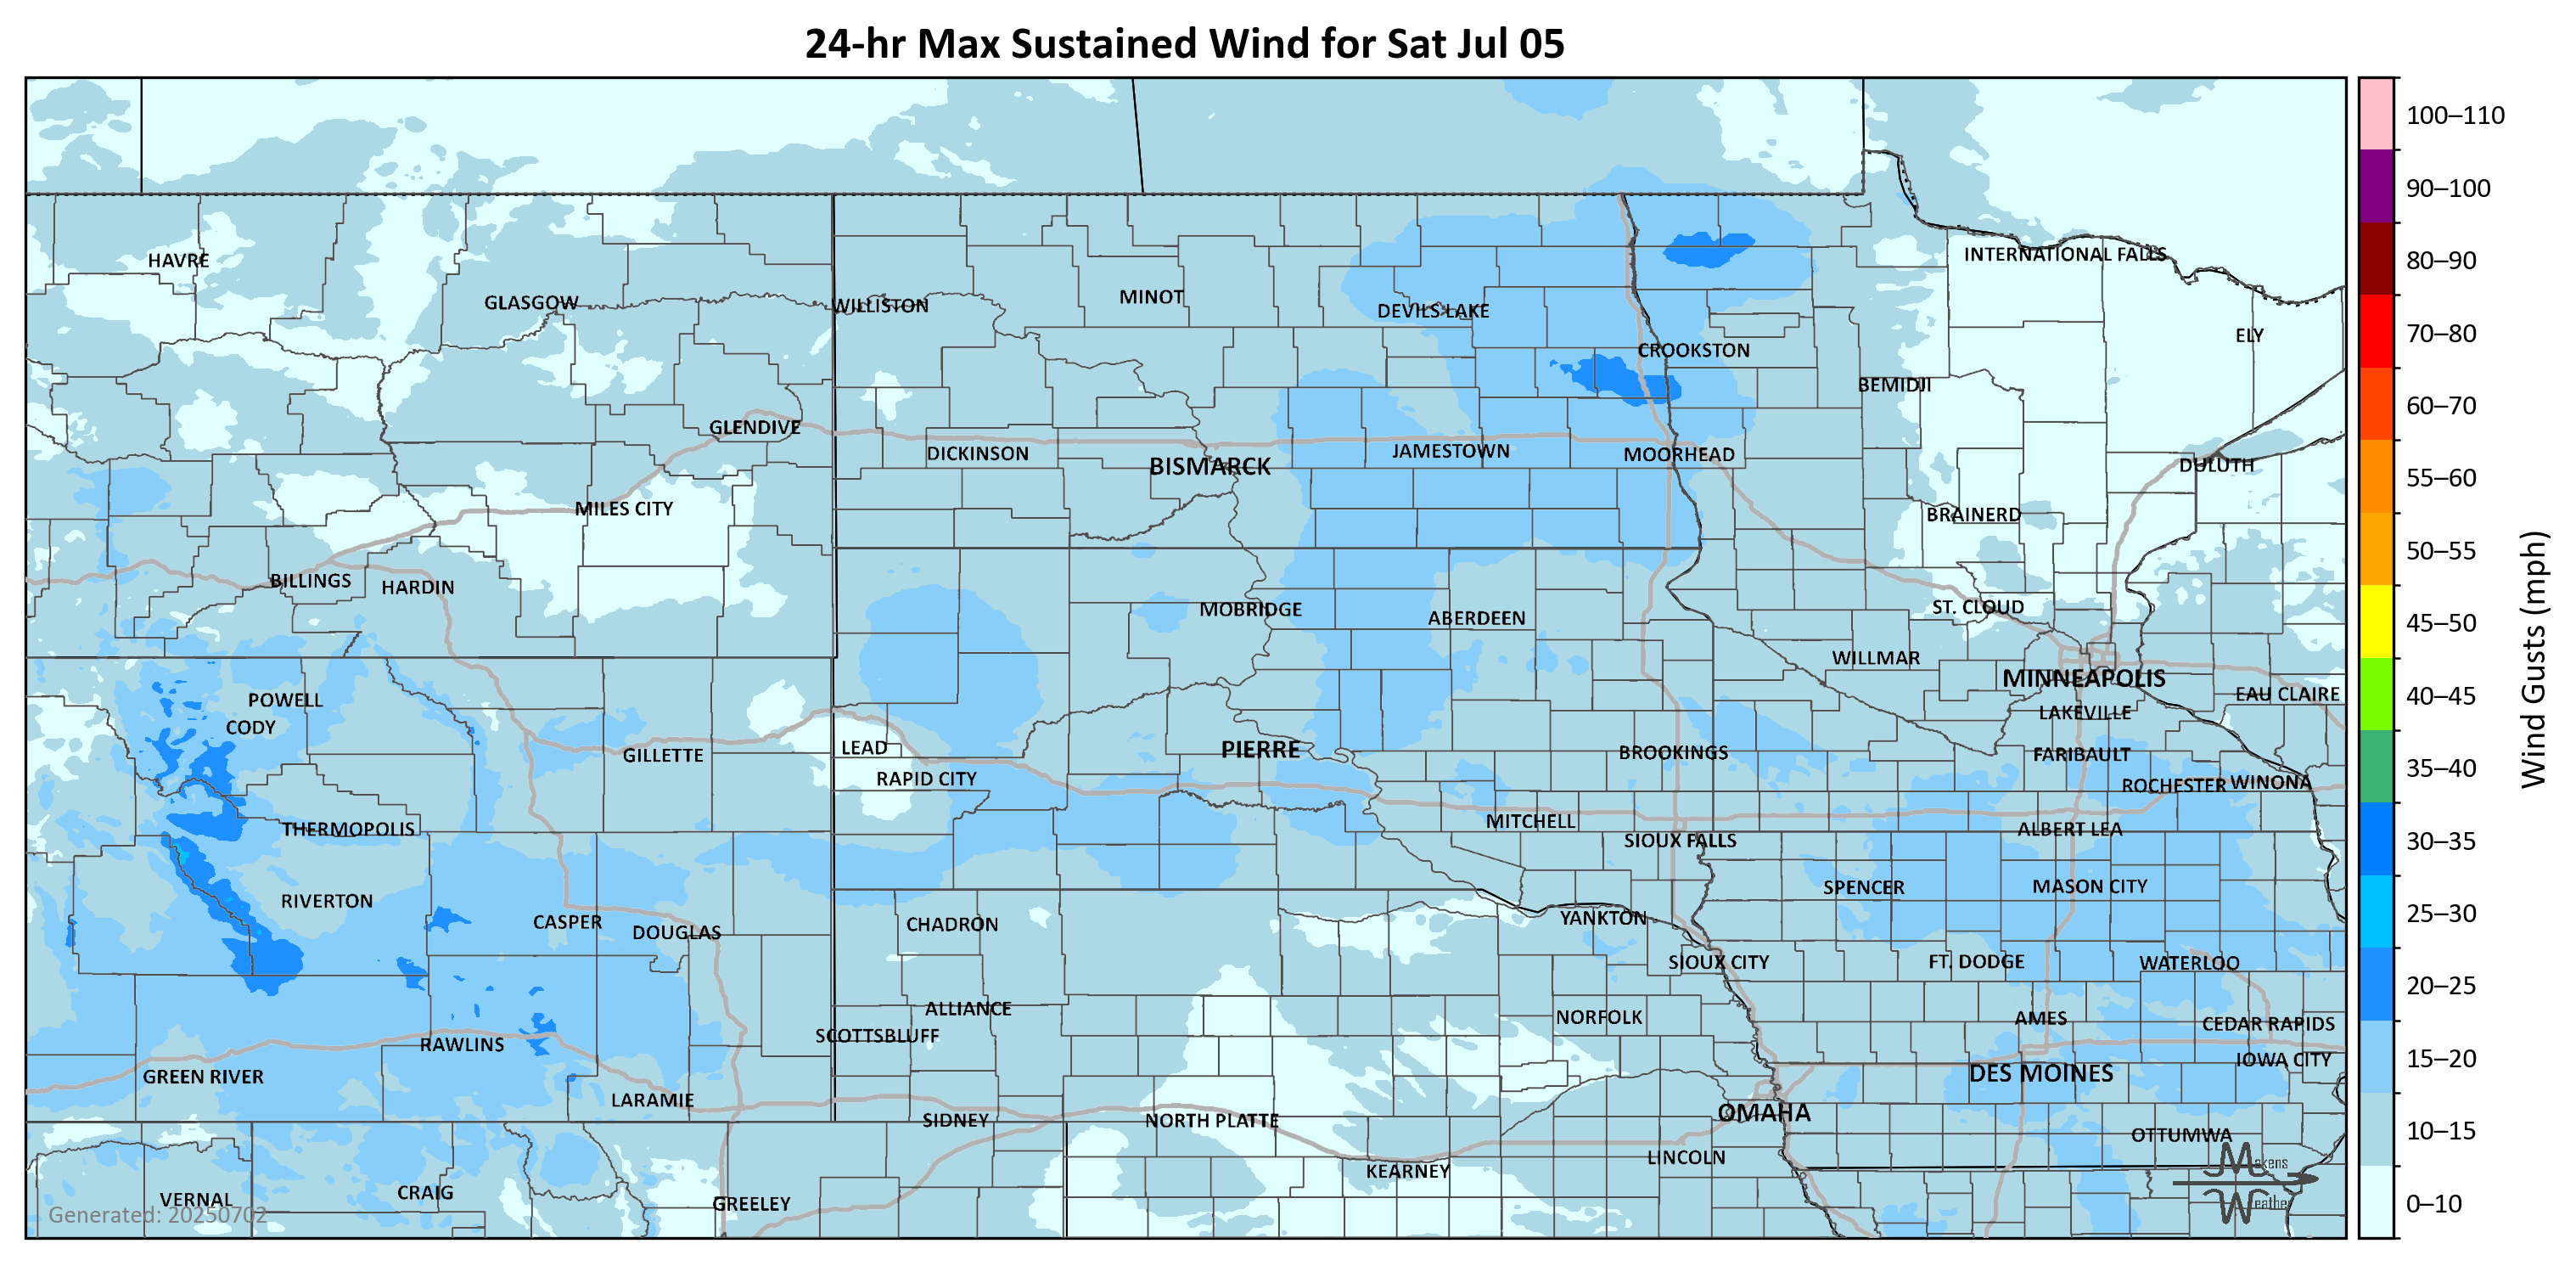 24-hr Max Sustained Wind for Sat Jul 05
100–110
90–100
80–90
70–80
60–70
55–60
50–55
45–50
40–45
35–40
30–35
25–30
20–25
15–20
10–15
0–10
Wind Gusts (mph)
HAVRE
INTERNATIONAL FALLS
GLASGOW
WILLISTON
MINOT
DEVILS LAKE
ELY
CROOKSTON
BEMIDJI
GLENDIVE
DICKINSON
BISMARCK
JAMESTOWN
MOORHEAD
DULUTH
MILES CITY
BRAINERD
BILLINGS
HARDIN
MOBRIDGE
ABERDEEN
ST. CLOUD
WILLMAR
MINNEAPOLIS
EAU CLAIRE
POWELL
LAKEVILLE
CODY
GILLETTE
LEAD
PIERRE
BROOKINGS
FARIBAULT
RAPID CITY
ROCHESTER
WINONA
THERMOPOLIS
MITCHELL
SIOUX FALLS
ALBERT LEA
RIVERTON
SPENCER
MASON CITY
CASPER
DOUGLAS
CHADRON
YANKTON
SIOUX CITY
FT. DODGE
WATERLOO
ALLIANCE
NORFOLK
AMES
CEDAR RAPIDS
SCOTTSBLUFF
RAWLINS
IOWA CITY
GREEN RIVER
DES MOINES
LARAMIE
SIDNEY
NORTH PLATTE
OMAHA
OTTUMWA
LINCOLN
KEARNEY
VERNAL
CRAIG
GREELEY
Generated: 20250702
Makens
Weather